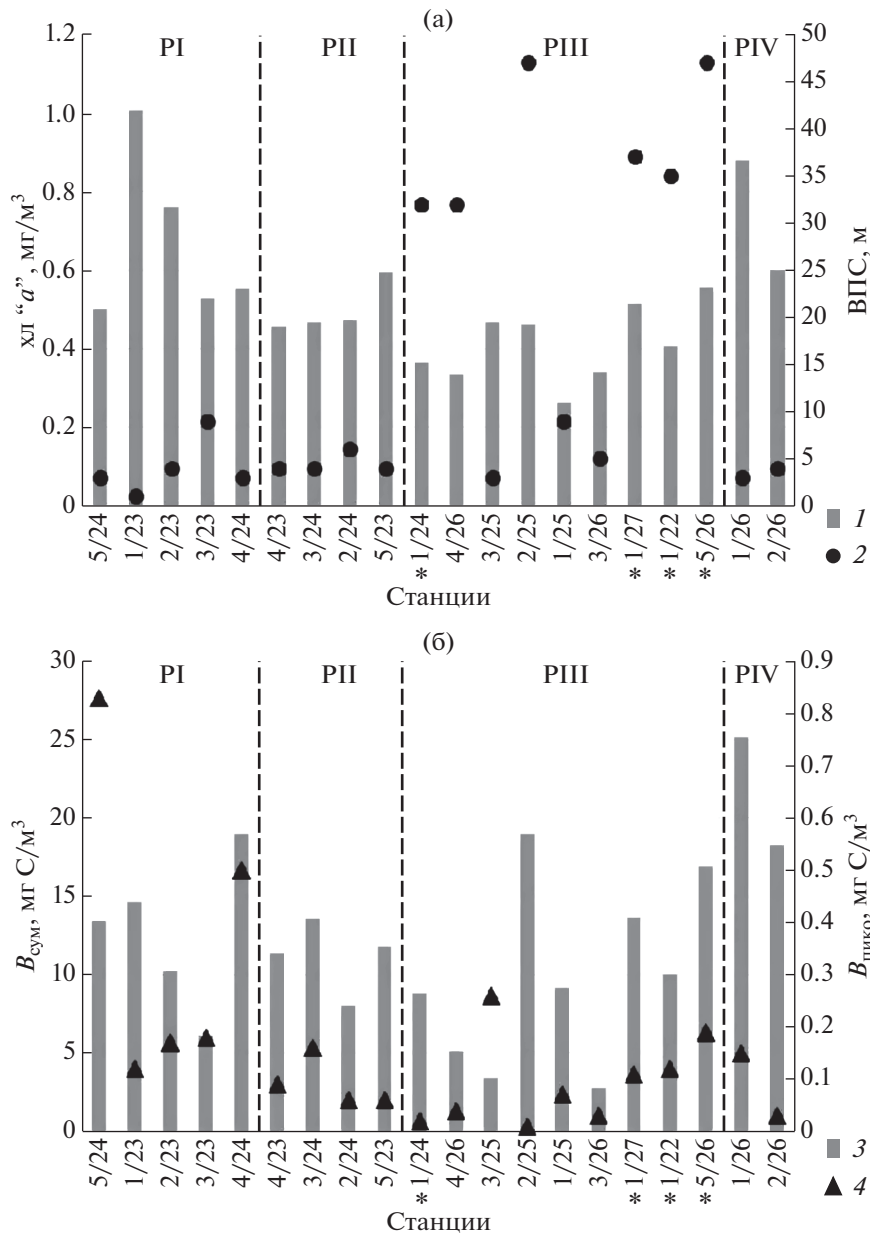 (а)
PI PII PIII PIV
1.2
1.0
0.8
0.6
0.4
0.2
0
хл “a”, мг/м³
50
45
40
35
30
25
20
15
10
5
0
ВПС, м
5/24 1/23 2/23 3/23 4/24 4/23 3/24 2/24 5/23 1/24 4/26 3/25 2/25 1/25 3/26 1/27 1/22 5/26 1/26 2/26
* * * *
Станции
1
2
(б)
PI PII PIII PIV
30
25
20
15
10
5
0
Bсум, мг С/м³
0.9
0.8
0.7
0.6
0.5
0.4
0.3
0.2
0.1
0
Bпико, мг С/м³
5/24 1/23 2/23 3/23 4/24 4/23 3/24 2/24 5/23 1/24 4/26 3/25 2/25 1/25 3/26 1/27 1/22 5/26 1/26 2/26
* * * *
Станции
3
4